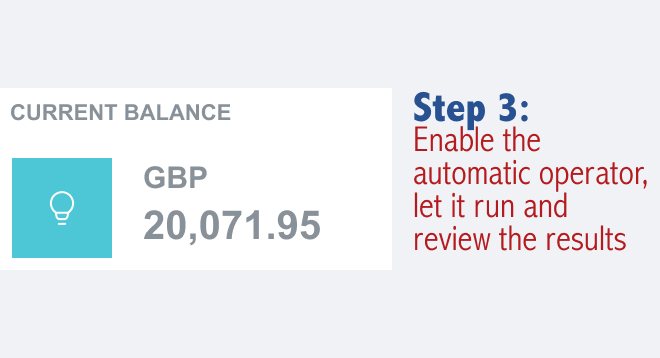 CURRENT BALANCE
GBP
20,071.95
Step 3:
Enable the
automatic operator,
let it run and
review the results